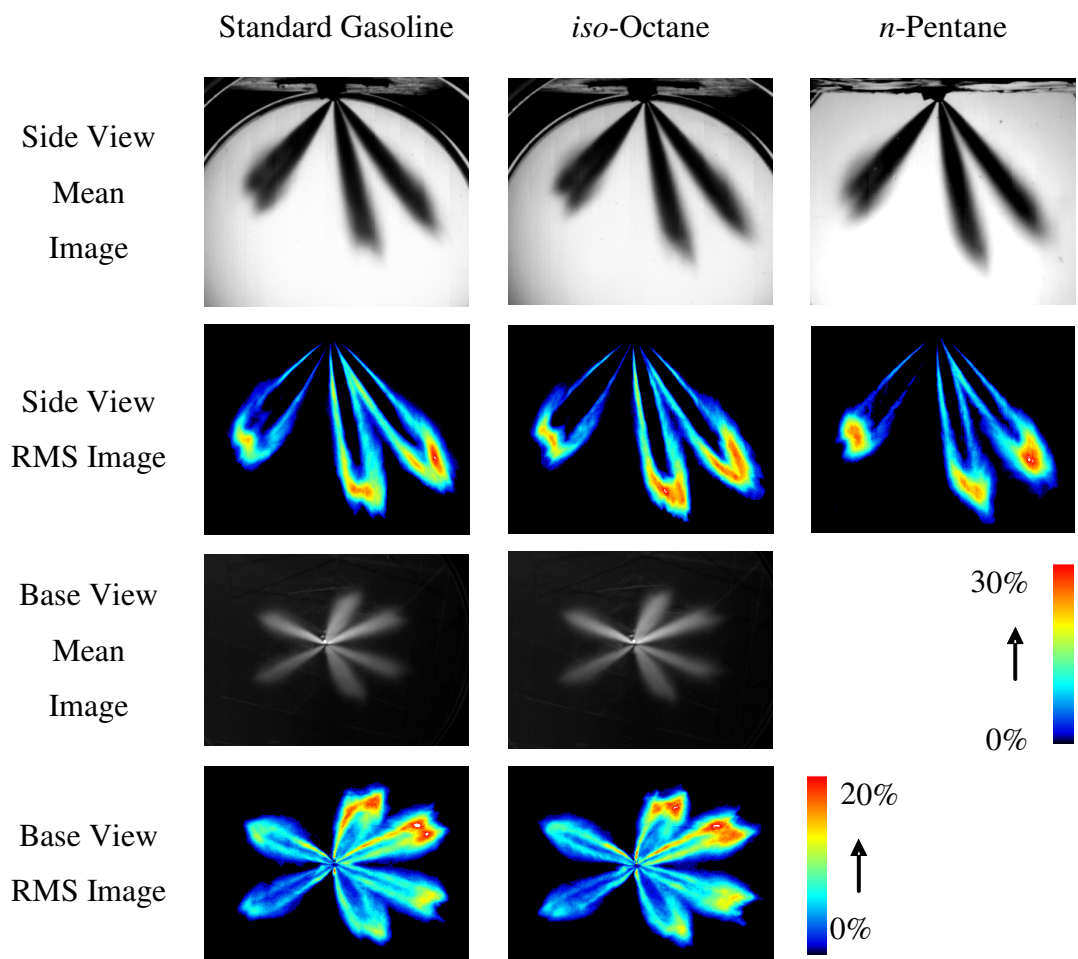 Standard Gasoline
iso-Octane
n-Pentane
Side View
Mean
Image
Side View
RMS Image
Base View
Mean
Image
30%
0%
Base View
RMS Image
20%
0%